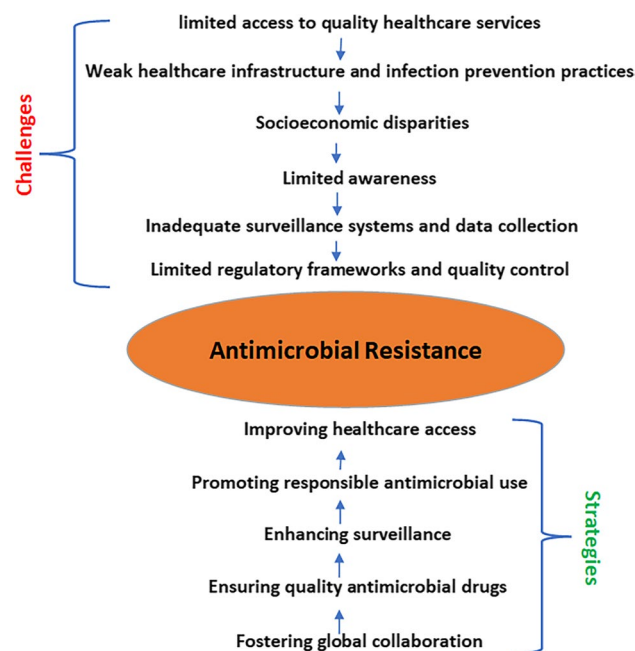 limited access to quality healthcare services
Weak healthcare infrastructure and infection prevention practices
Socioeconomic disparities
Limited awareness
Inadequate surveillance systems and data collection
Limited regulatory frameworks and quality control
Challenges
Antimicrobial Resistance
Improving healthcare access
Promoting responsible antimicrobial use
Enhancing surveillance
Ensuring quality antimicrobial drugs
Fostering global collaboration
Strategies